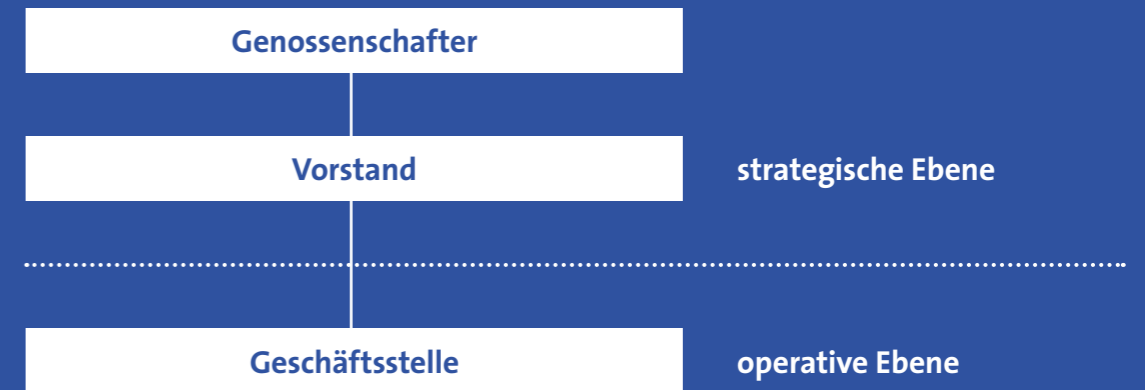 Genossenschafter
Vorstand
strategische Ebene
Geschäftsstelle
operative Ebene